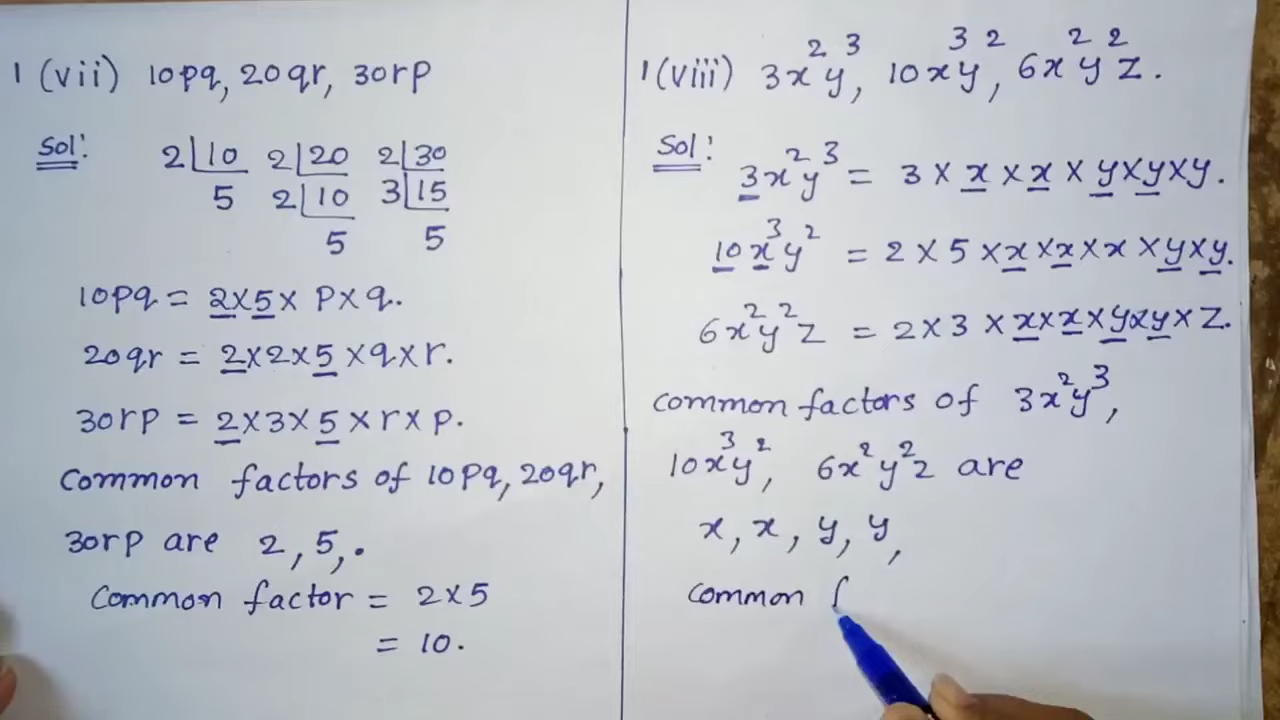 1 (vii) 10pq, 20qr, 30rp
Sol:
2 10 2 20 2 30
5 2 10 3 15
5 5
10pq = 2×5× p×q.
20qr = 2×2×5×q×r.
30rp = 2×3×5×r×p.
Common factors of 10pq, 20qr,
30rp are 2, 5,.
Common factor = 2×5
= 10.
1(viii) 3x²y³, 10x³y², 6x²y²z.
Sol:
3x²y³ = 3×x×x×y×y×y.
10x³y² = 2×5×x×x×x×y×y.
6x²y²z = 2×3×x×x×y×y×z.
common factors of 3x²y³,
10x³y², 6x²y²z are
x, x, y, y,
common f